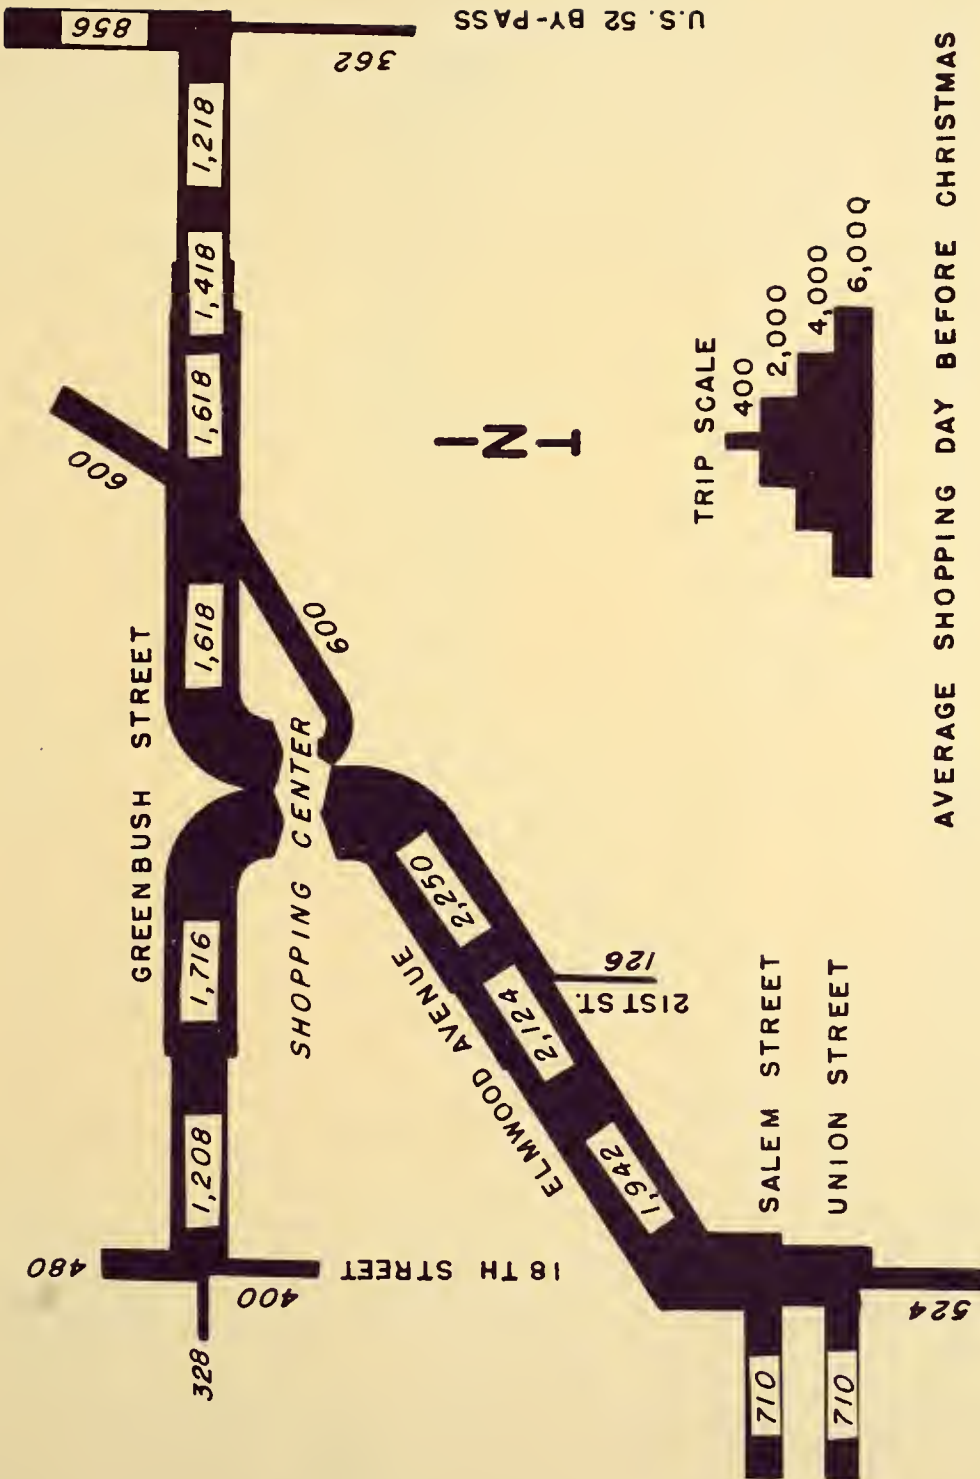 GREENBUSH STREET
480
328
400
18TH STREET
1,208
1,716
1,618
600
1,618
1,418
1,218
856
362
U.S. 52 BY-PASS
SHOPPING CENTER
600
ELMWOOD AVENUE
2,250
2,124
1,942
21ST ST.
126
SALEM STREET
UNION STREET
710
710
524
N
TRIP SCALE
400
2,000
4,000
6,000
AVERAGE SHOPPING DAY BEFORE CHRISTMAS